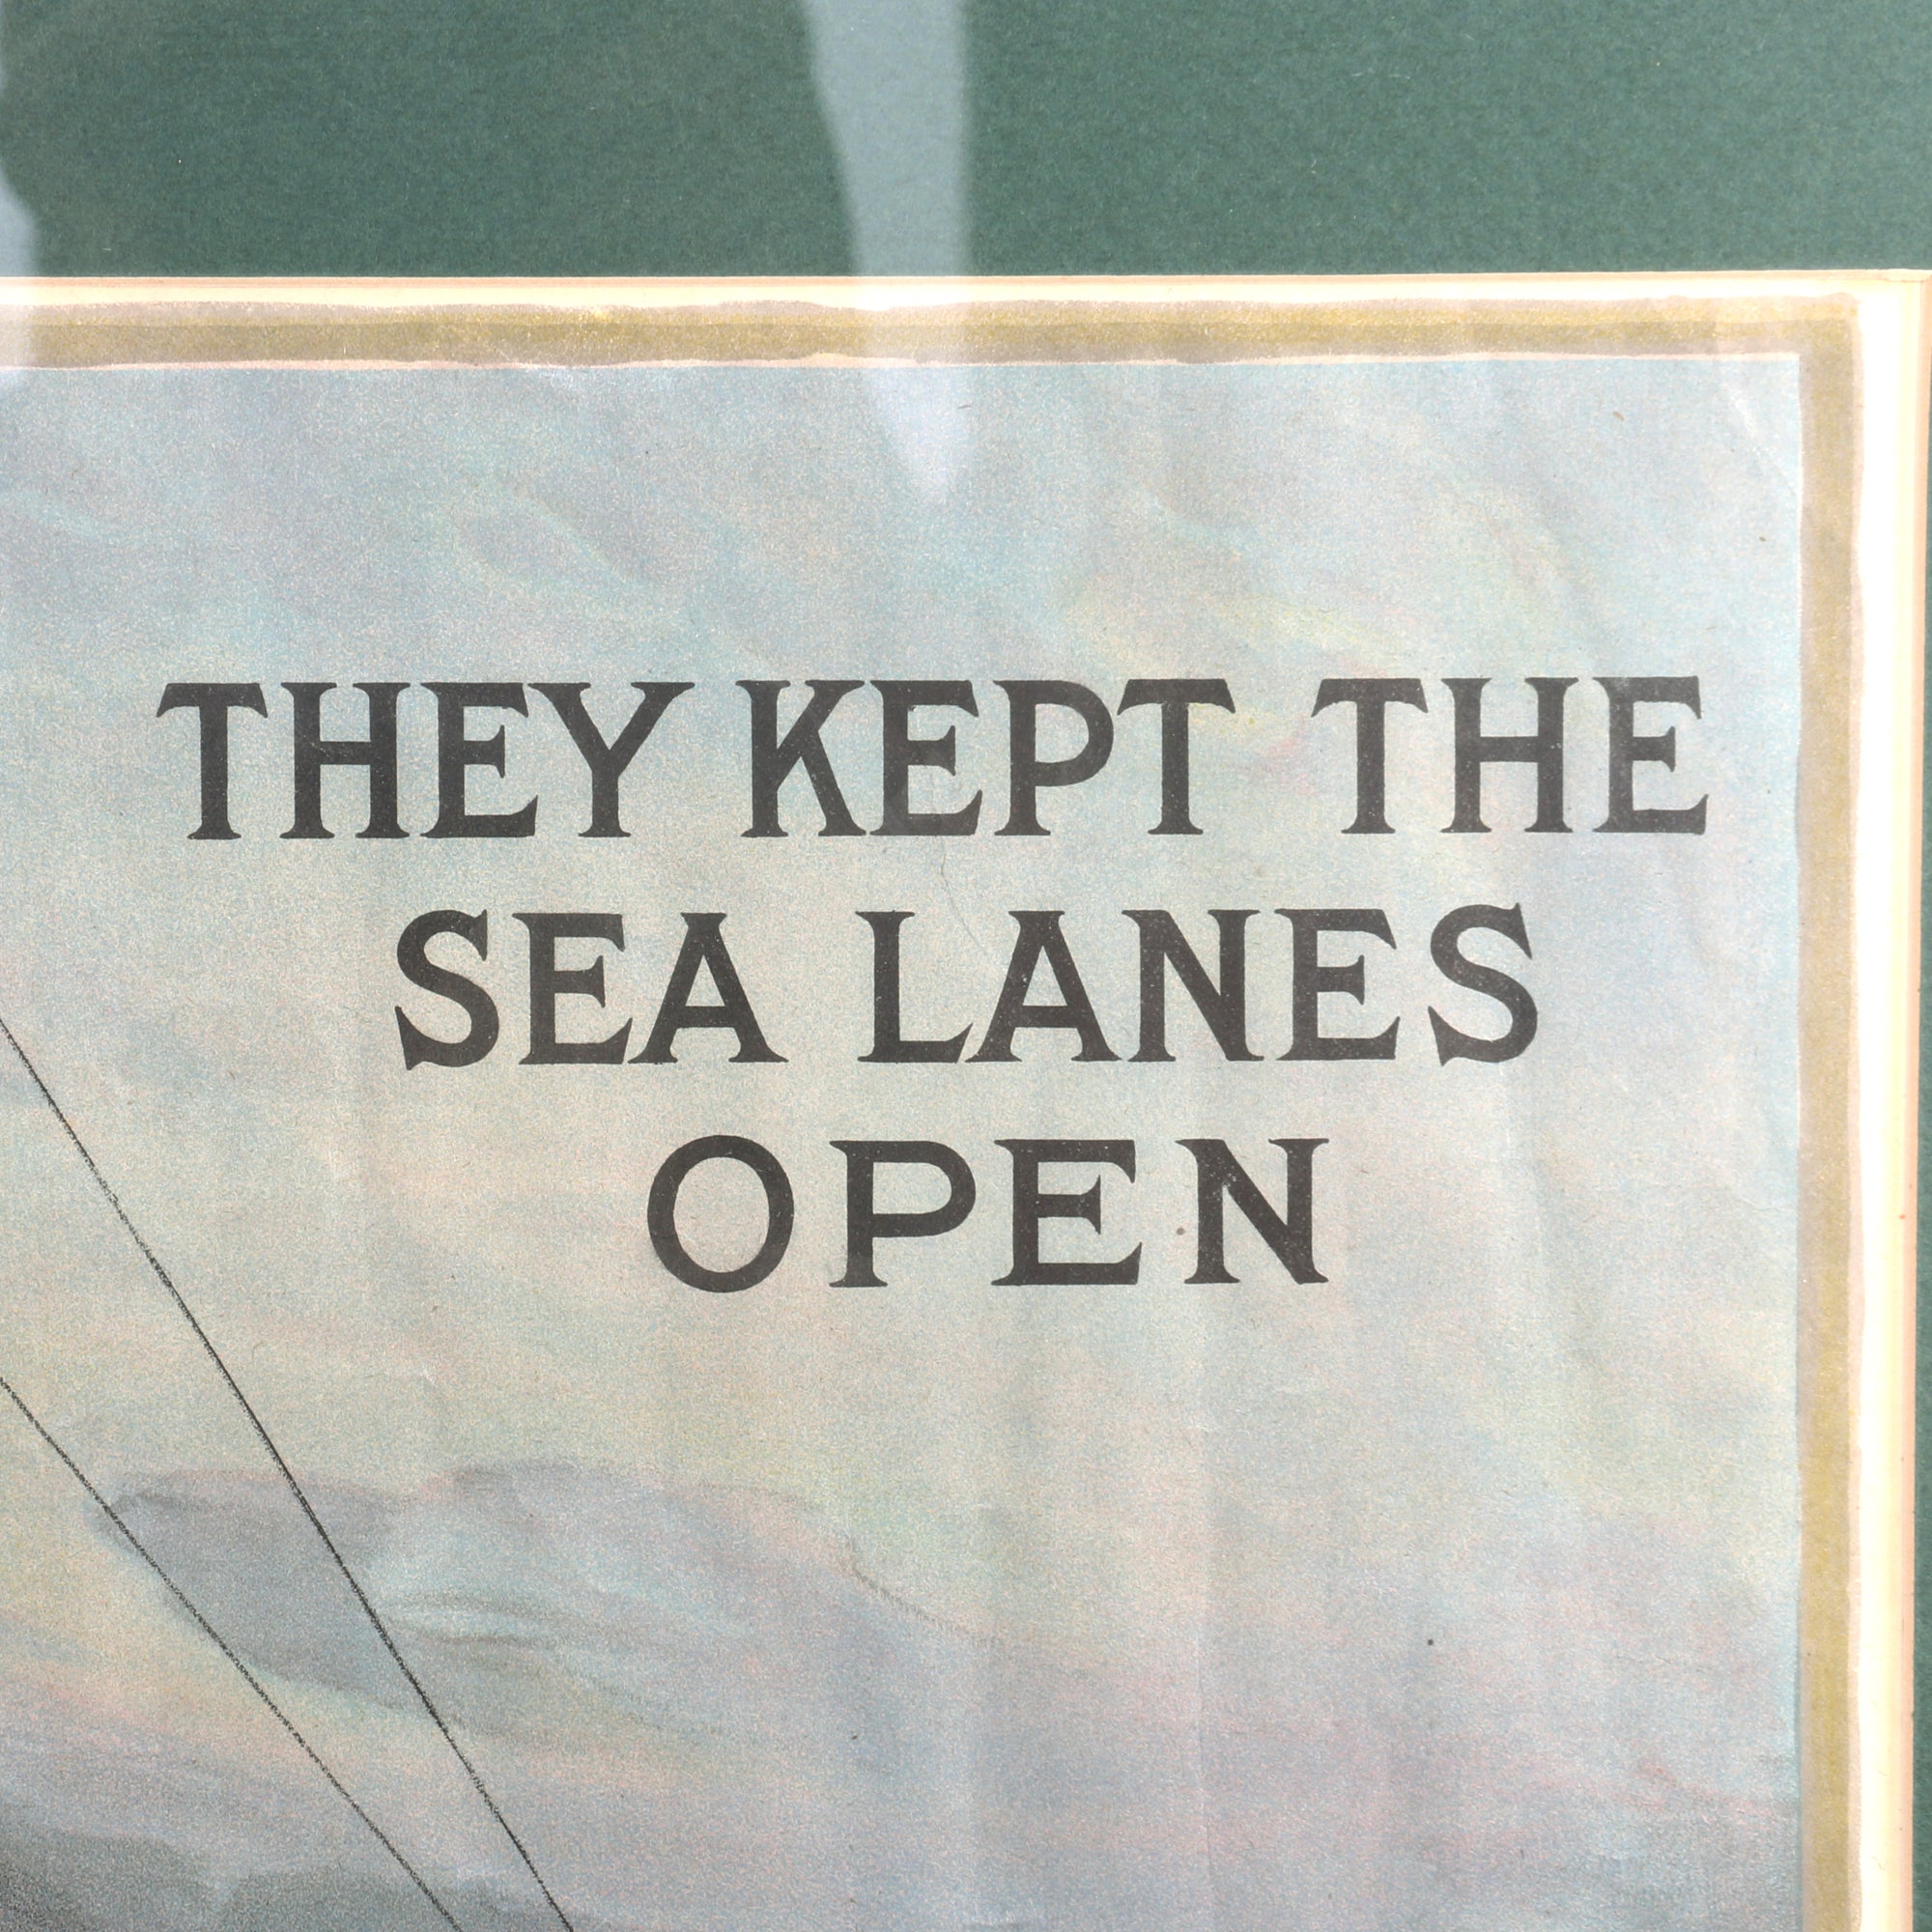 THEY KEPT THE
SEA LANES
OPEN